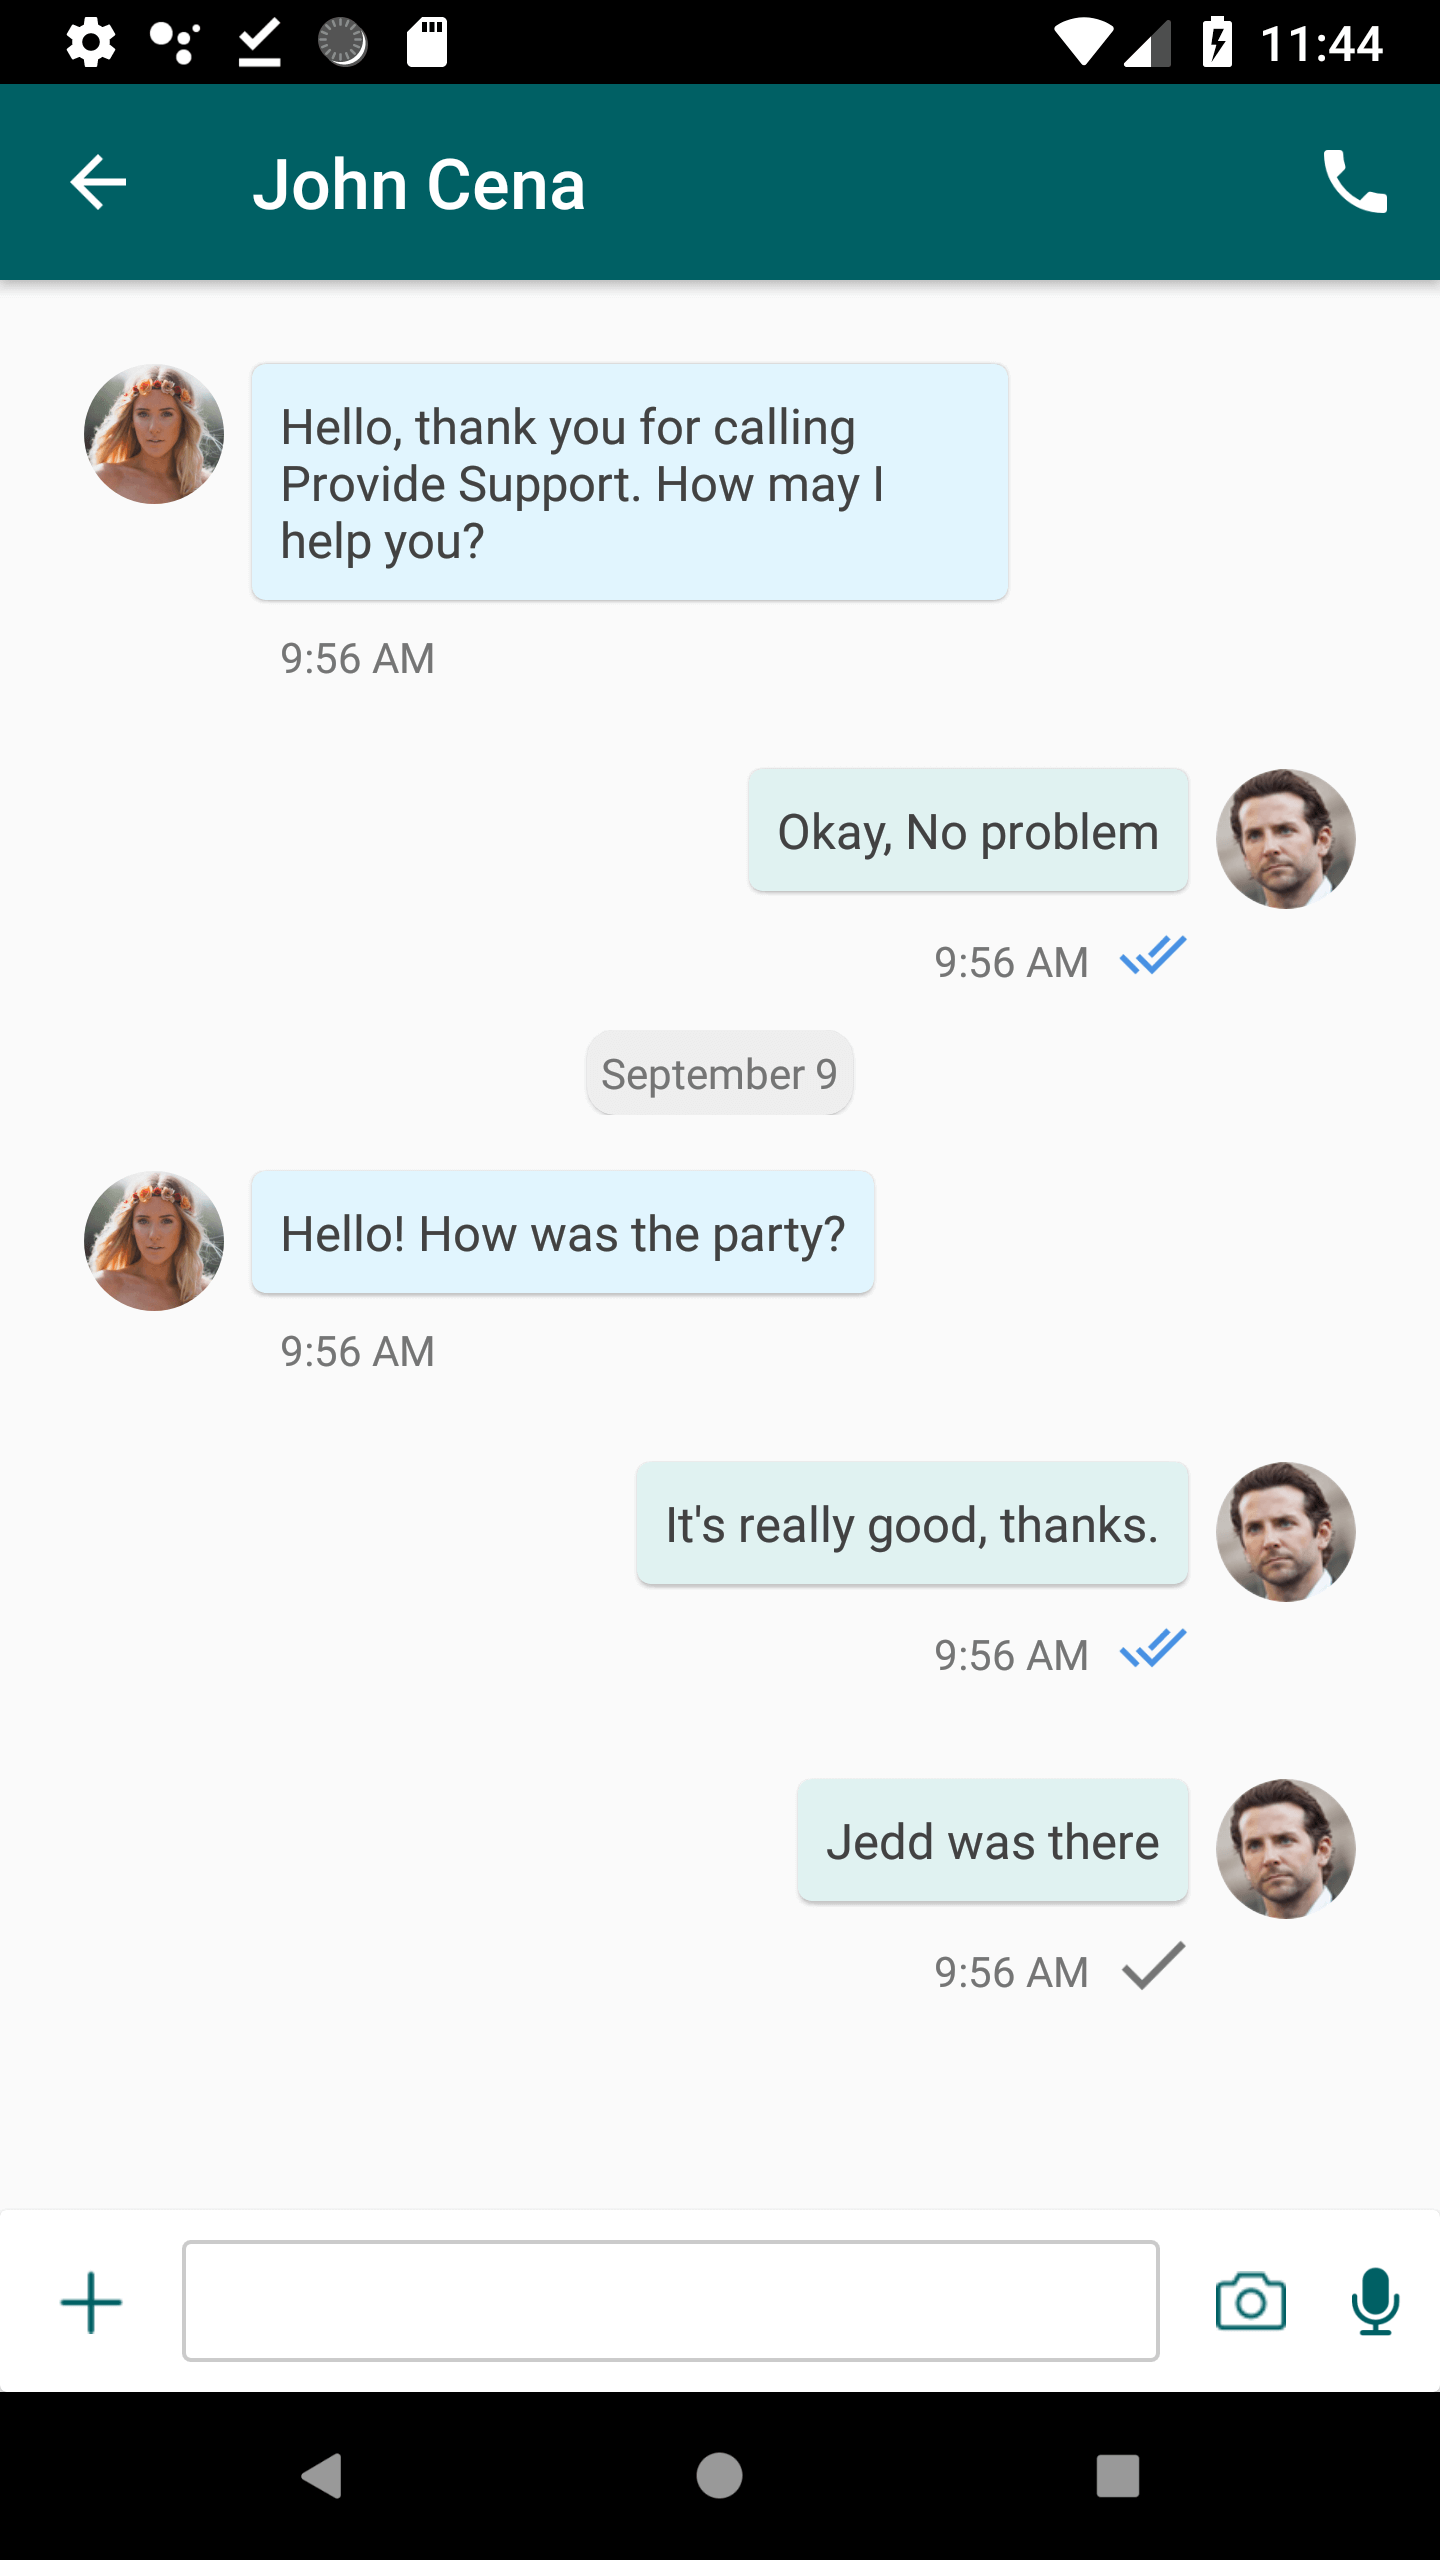 11:44
John Cena
Hello, thank you for calling
Provide Support. How may I
help you?
9:56 AM
Okay, No problem
9:56 AM
September 9
Hello! How was the party?
9:56 AM
It's really good, thanks.
9:56 AM
Jedd was there
9:56 AM